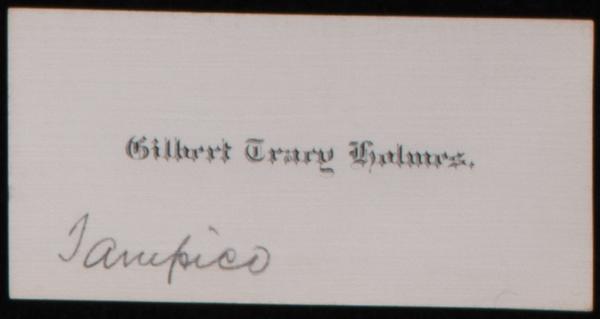 Gilbert Tracy Holmes.
Tampico